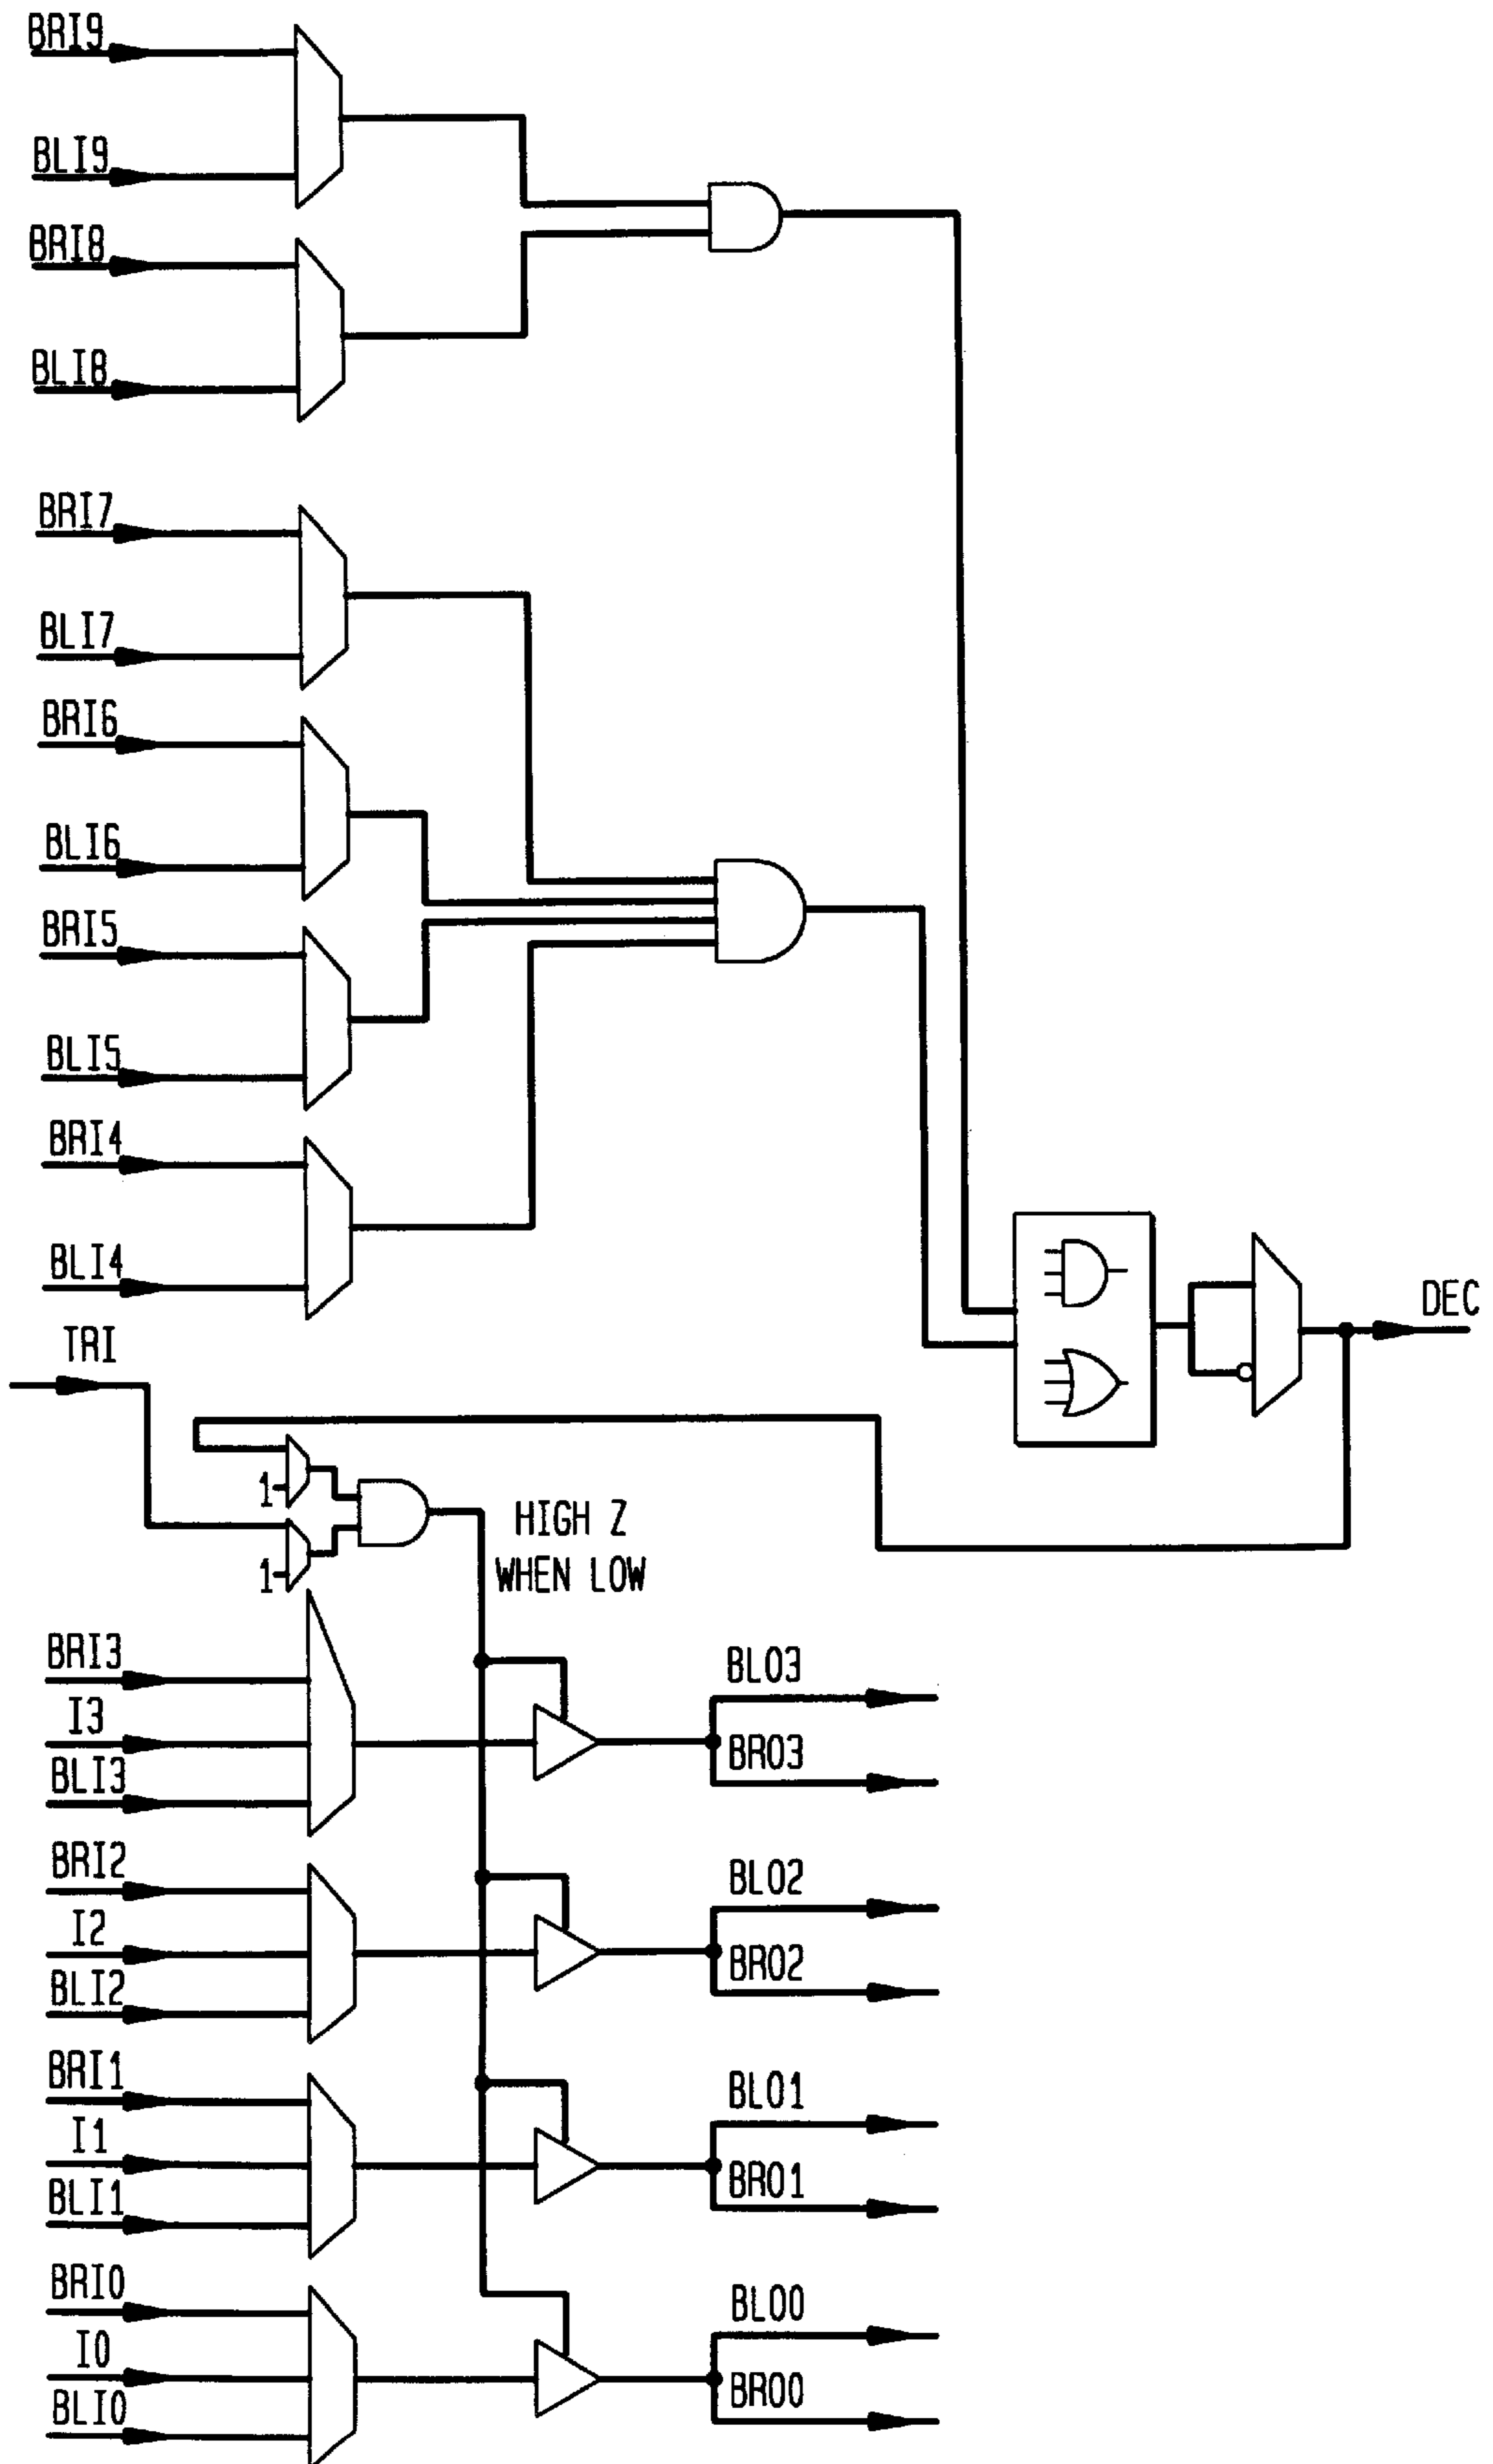 BRI9
BLI9
BRI8
BLI8
BRI7
BLI7
BRI6
BLI6
BRI5
BLI5
BRI4
BLI4
DEC
TRI
1
1
HIGH Z
WHEN LOW
BRI3
I3
BLI3
BLO3
BRO3
BRI2
I2
BLI2
BLO2
BRO2
BRI1
I1
BLI1
BLO1
BRO1
BRI0
I0
BLI0
BLO0
BRO0